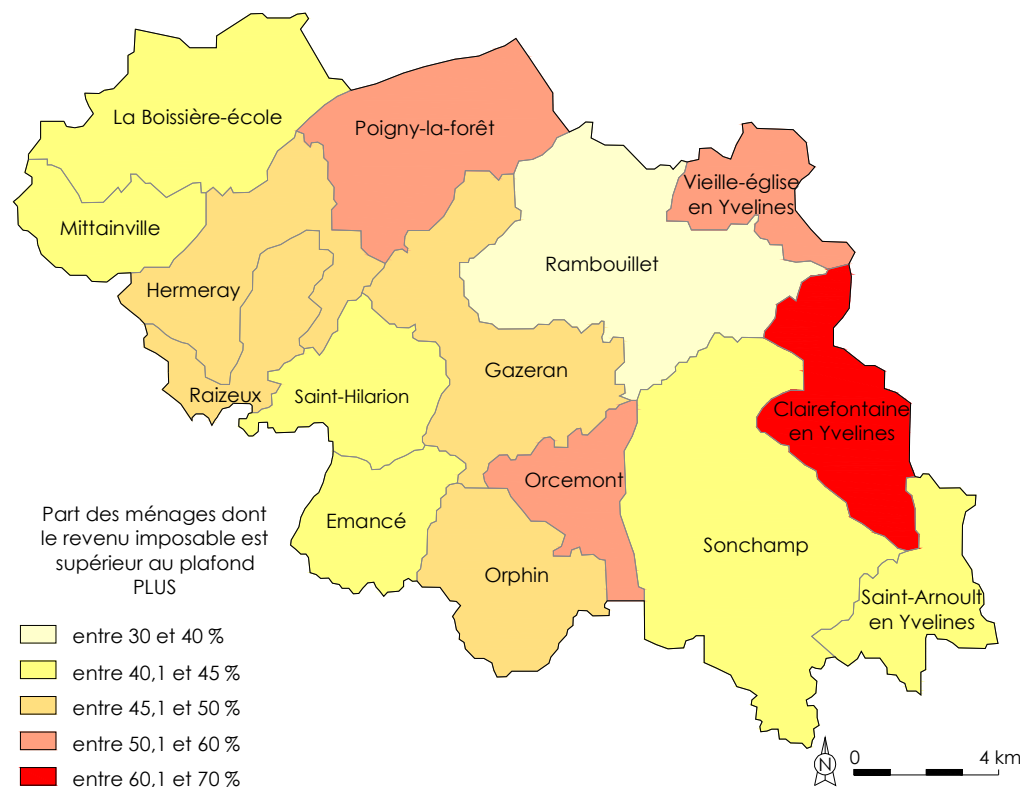 La Boissière-école
Poigny-la-forêt
Vieille-église
en Yvelines
Mittainville
Rambouillet
Hermeray
Gazeran
Raizeux
Saint-Hilarion
Clairefontaine
en Yvelines
Orcemont
Emancé
Sonchamp
Orphin
Saint-Arnoult
en Yvelines
Part des ménages dont
le revenu imposable est
supérieur au plafond
PLUS
entre 30 et 40 %
entre 40,1 et 45 %
entre 45,1 et 50 %
entre 50,1 et 60 %
entre 60,1 et 70 %
N
0 4 km